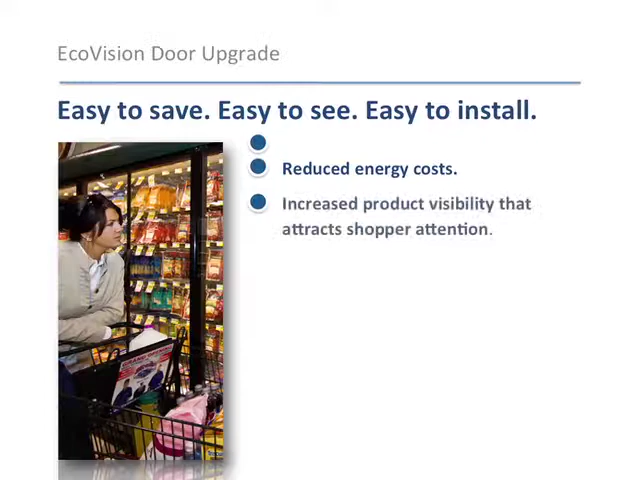 EcoVision Door Upgrade
Easy to save. Easy to see. Easy to install.
Reduced energy costs.
Increased product visibility that
attracts shopper attention.